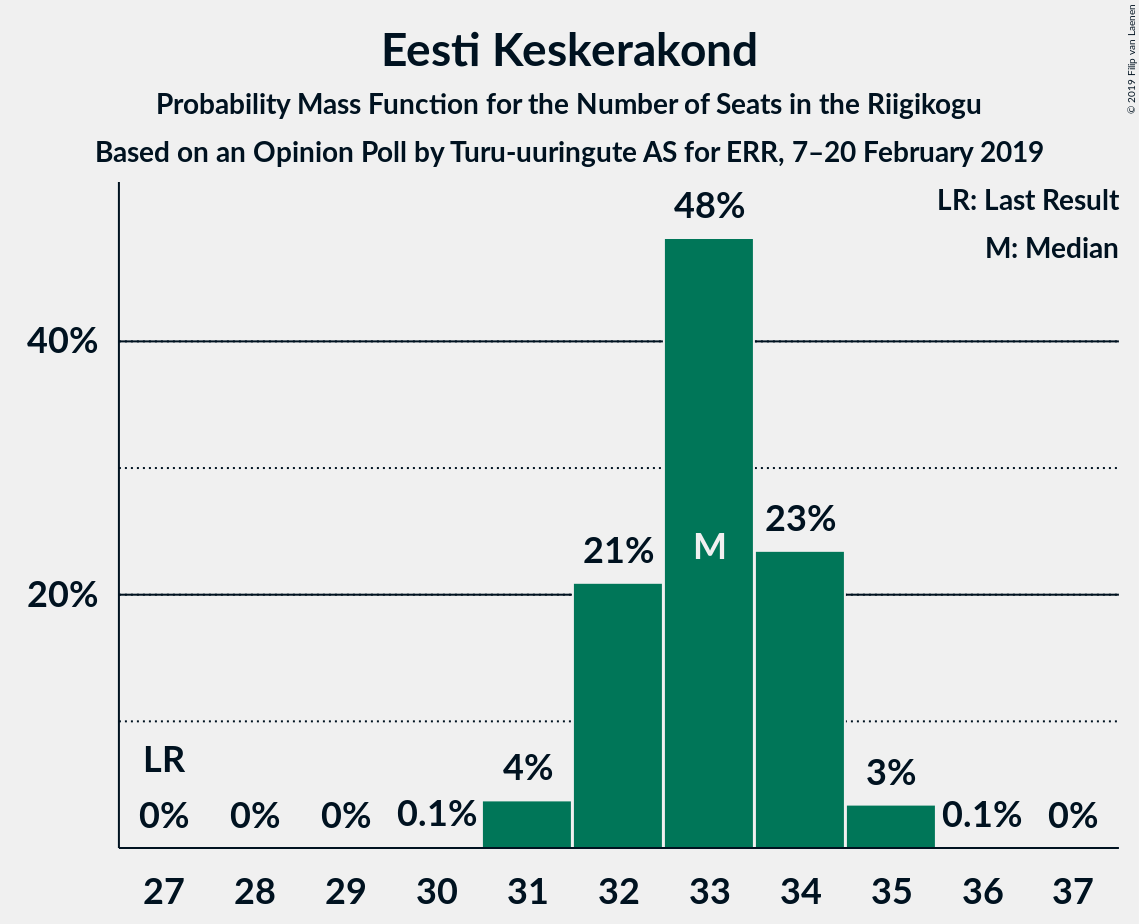 Eesti Keskerakond
Probability Mass Function for the Number of Seats in the Riigikogu
Based on an Opinion Poll by Turu-uuringute AS for ERR, 7–20 February 2019
© 2019 Filip van Laenen
LR: Last Result
M: Median
48%
40%
23%
21%
M
20%
LR
4%
3%
0%
0%
0%
0.1%
0.1%
0%
27 28 29 30 31 32 33 34 35 36 37